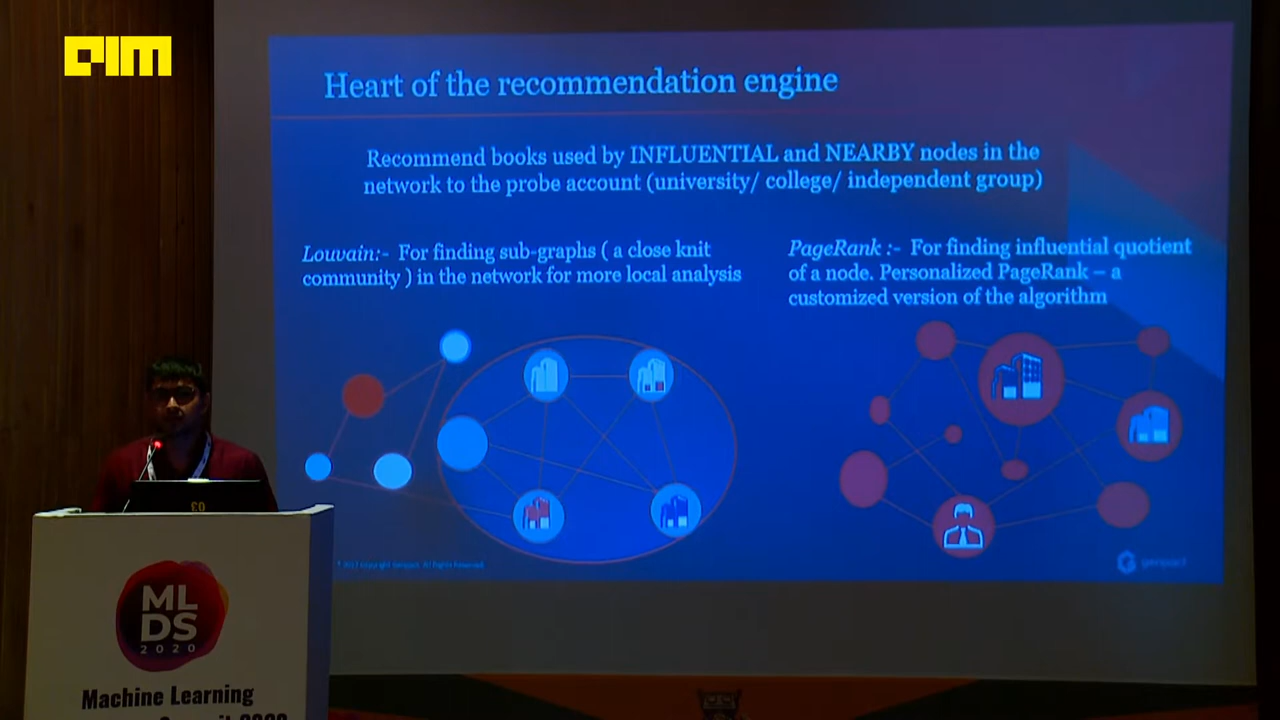 AIM
Heart of the recommendation engine
Recommend books used by INFLUENTIAL and NEARBY nodes in the
network to the probe account (university/ college/ independent group)
Louvain:- For finding sub-graphs ( a close knit
community ) in the network for more local analysis
PageRank :- For finding influential quotient
of a node. Personalized PageRank – a
customized version of the algorithm
genpact
ML
DS
2020
Machine Learning